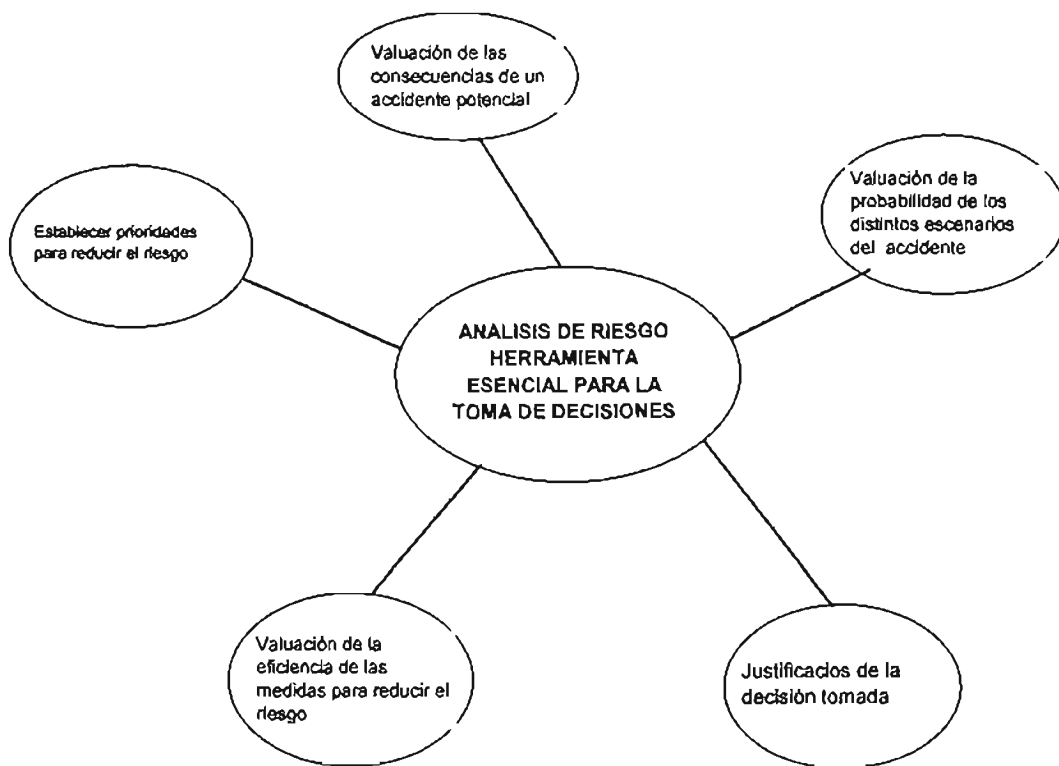 Valuación de las
consecuencias de un
accidente potencial
Valuación de la
probabilidad de los
distintos escenarios
del accidente
Establecer prioridades
para reducir el riesgo
ANALISIS DE RIESGO
HERRAMIENTA
ESENCIAL PARA LA
TOMA DE DECISIONES
Valuación de la
eficiencia de las
medidas para reducir el
riesgo
Justificacios de la
decisión tomada